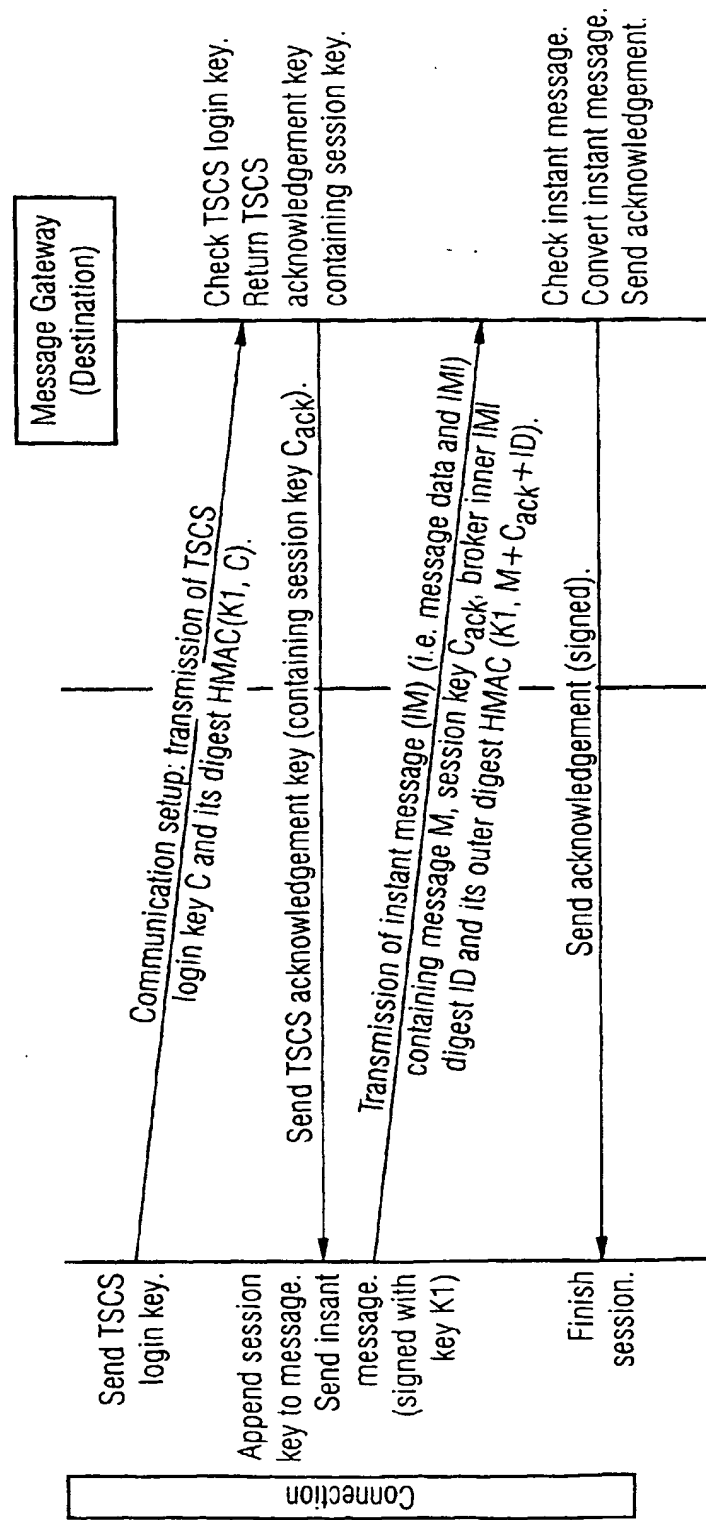 Message Gateway
(Destination)
Connection
Send TSCS
login key.
Communication setup: transmission of TSCS
login key C and its digest HMAC(K1, C).
Check TSCS login key.
Return TSCS
acknowledgement key
containing session key.
Send TSCS acknowledgement key (containing session key Cack).
Append session
key to message.
Send insant
message.
(signed with
key K1)
Transmission of instant message (IM) (i.e. message data and IMI)
containing message M, session key Cack, broker inner IMI
digest ID and its outer digest HMAC (K1, M+Cack+ID).
Check instant message.
Convert instant message.
Send acknowledgement.
Send acknowledgement (signed).
Finish
session.